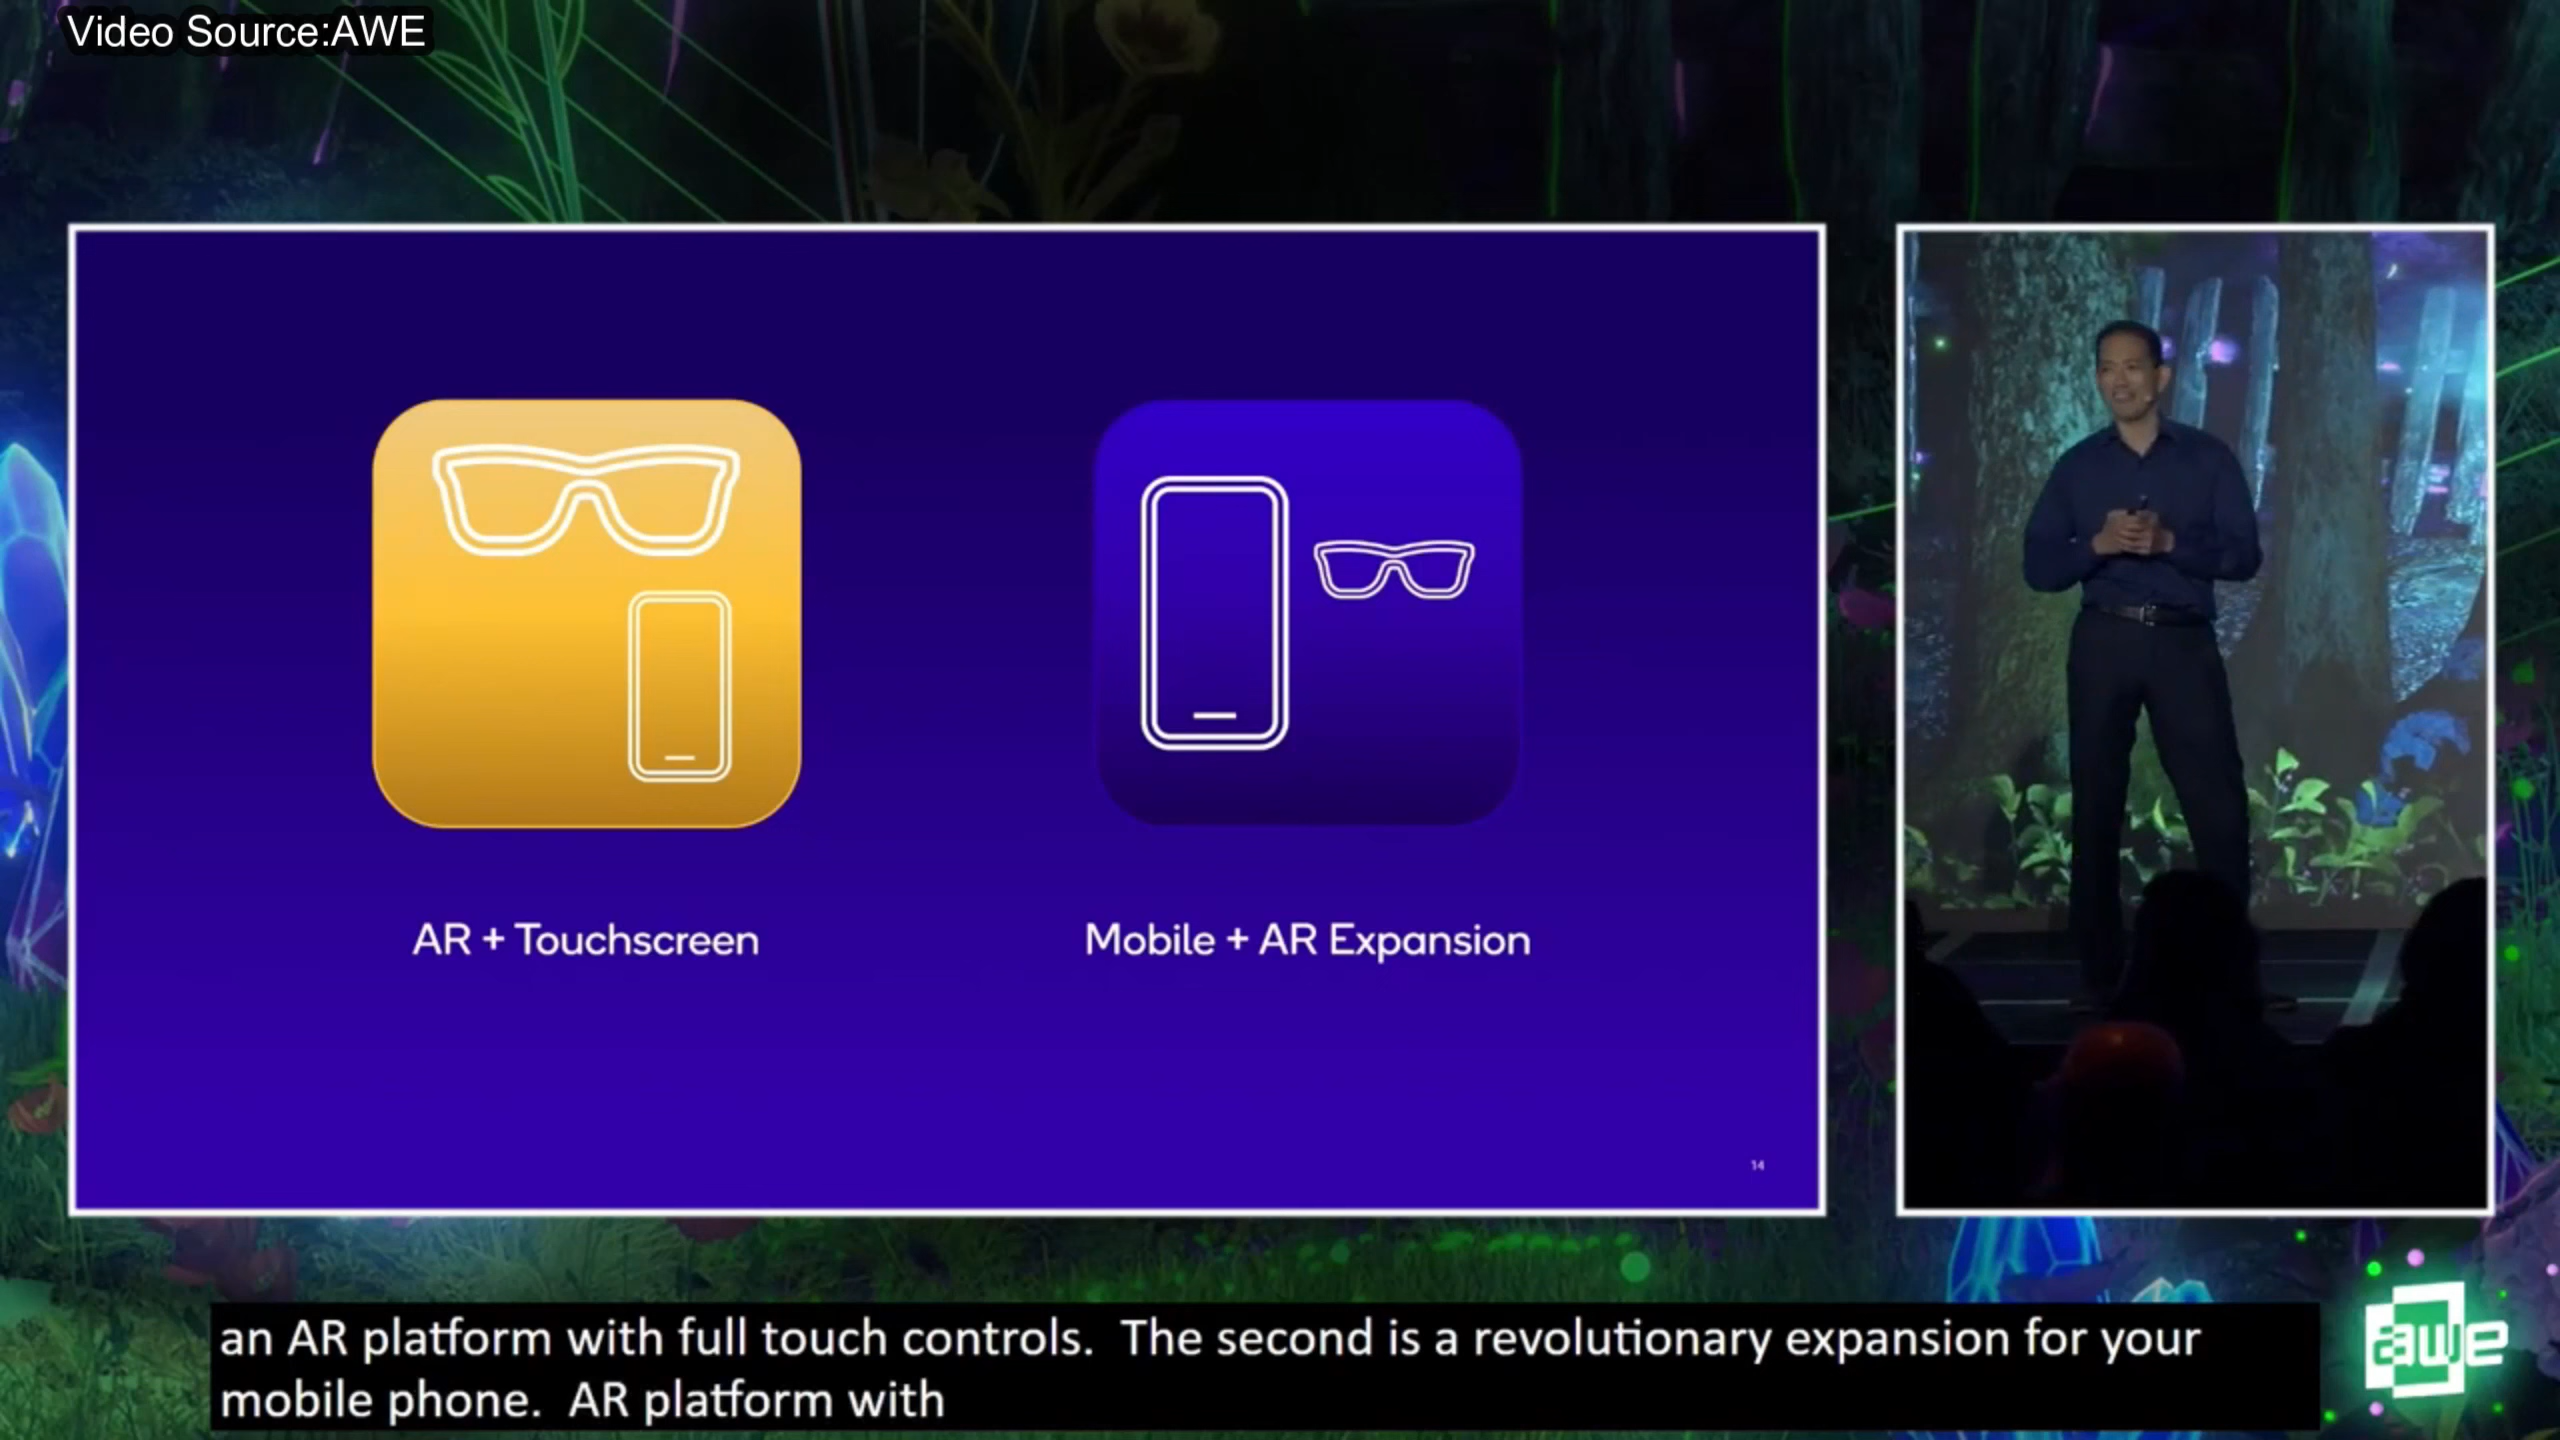 Video Source:AWE
AR + Touchscreen
Mobile + AR Expansion
14
an AR platform with full touch controls.  The second is a revolutionary expansion for your
mobile phone.  AR platform with
awe